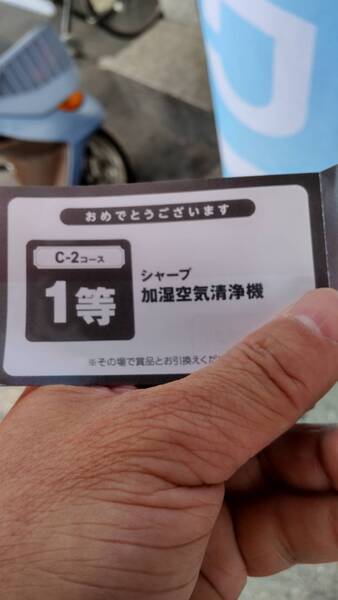 おめでとうございます
C-2コース
1等
シャープ
加湿空気清浄機
※その場で賞品とお引換えくだ